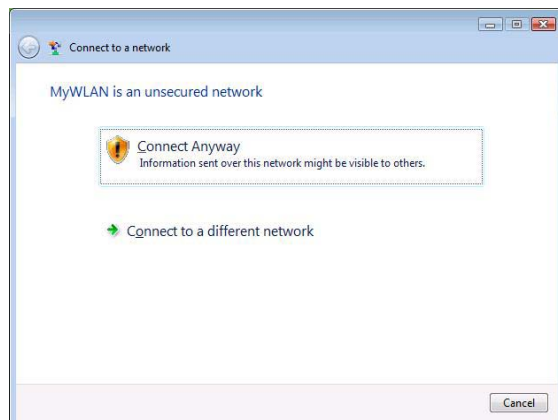 Connect to a network
MyWLAN is an unsecured network
Connect Anyway
Information sent over this network might be visible to others.
Connect to a different network
Cancel